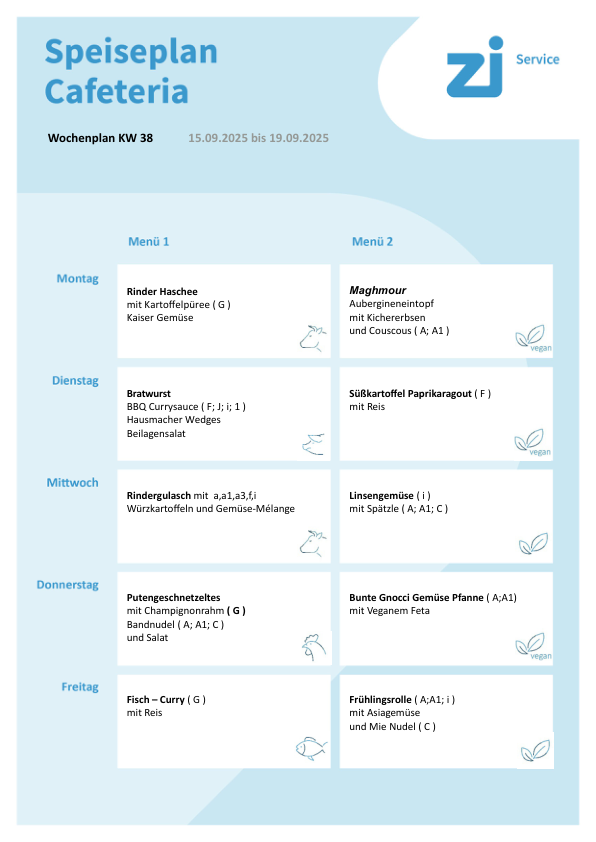 Speiseplan
Cafeteria
zi Service
Wochenplan KW 38 15.09.2025 bis 19.09.2025
Menü 1 Menü 2
Montag
Rinder Haschee
mit Kartoffelpüree ( G )
Kaiser Gemüse
Maghmour
Aubergineneintopf
mit Kichererbsen
und Couscous ( A; A1 )
vegan
Dienstag
Bratwurst
BBQ Currysauce ( F; J; i; 1 )
Hausmacher Wedges
Beilagensalat
Süßkartoffel Paprikaragout ( F )
mit Reis
vegan
Mittwoch
Rindergulasch mit a,a1,a3,f,i
Würzkartoffeln und Gemüse-Mélange
Linsengemüse ( i )
mit Spätzle ( A; A1; C )
Donnerstag
Putengeschnetzeltes
mit Champignonrahm ( G )
Bandnudel ( A; A1; C )
und Salat
Bunte Gnocci Gemüse Pfanne ( A;A1)
mit Veganem Feta
vegan
Freitag
Fisch – Curry ( G )
mit Reis
Frühlingsrolle ( A;A1; i )
mit Asiagemüse
und Mie Nudel ( C )